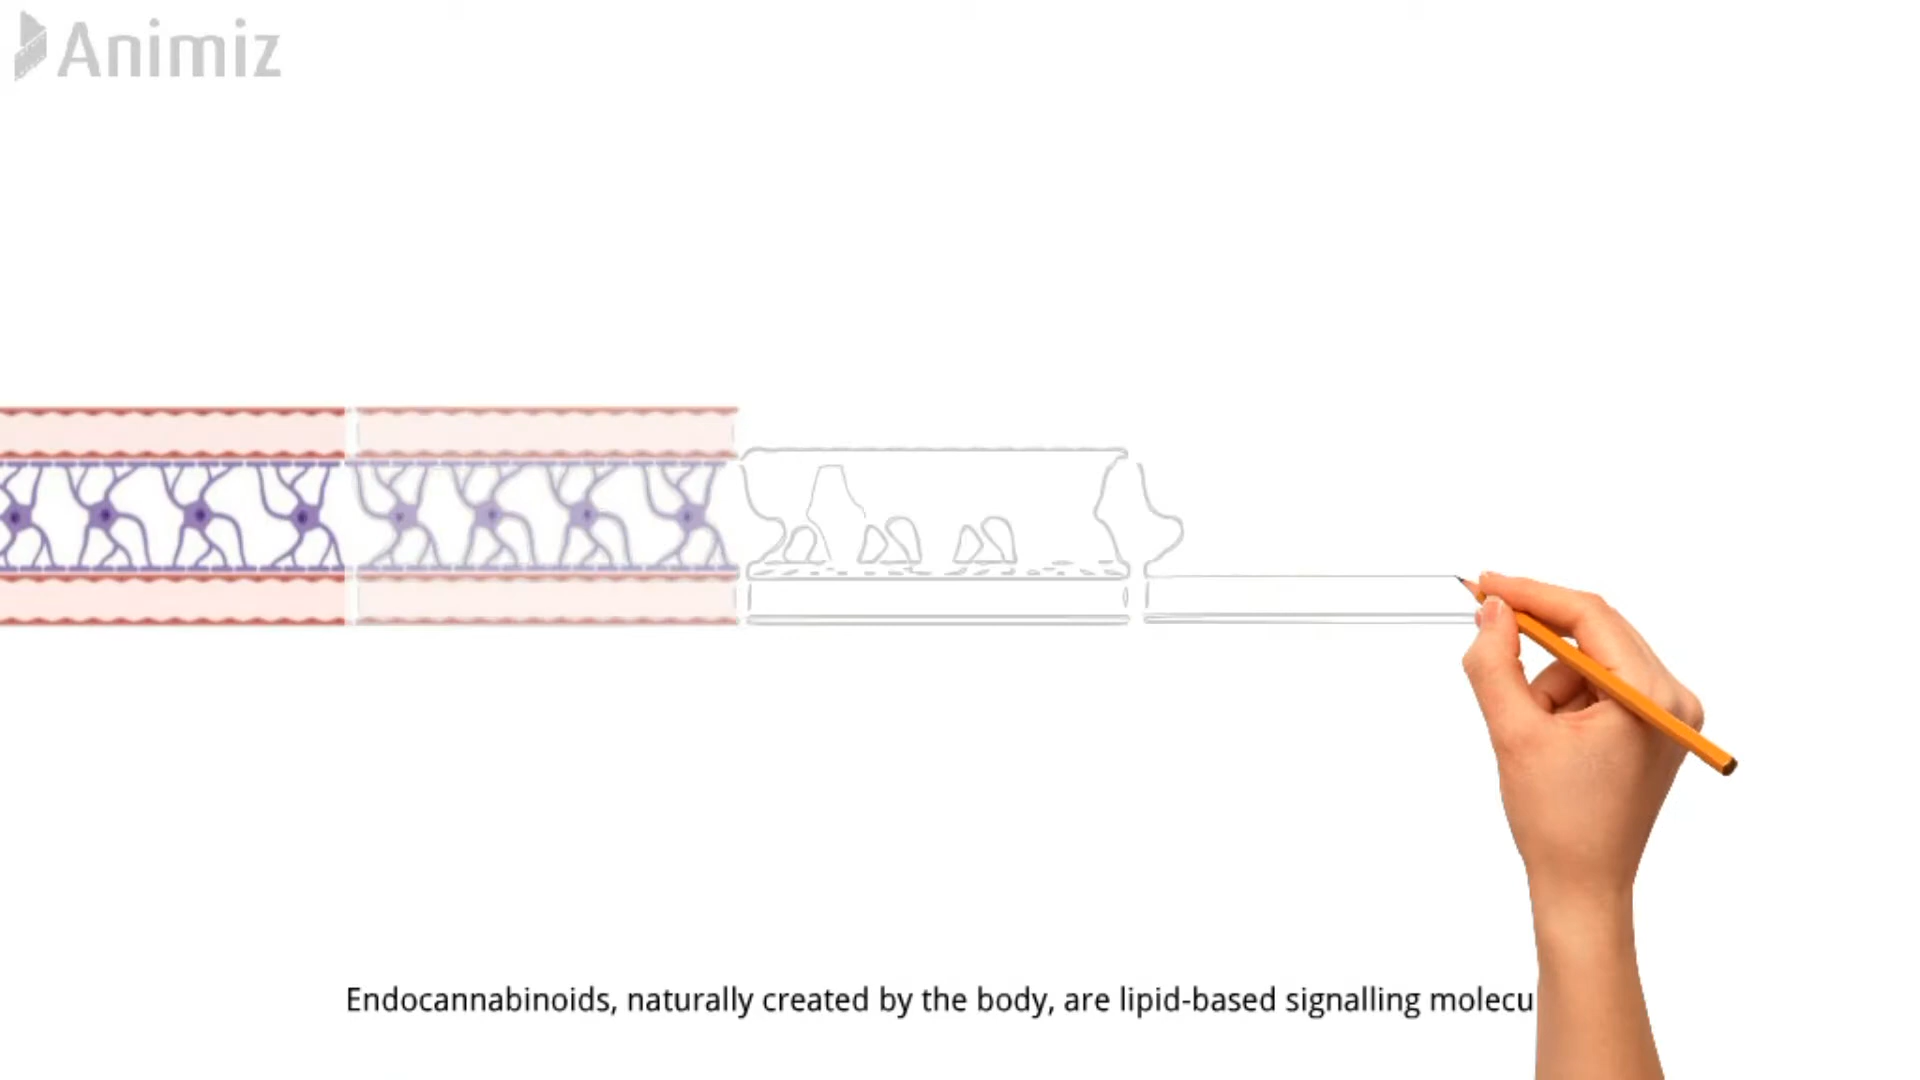 Animiz
Endocannabinoids, naturally created by the body, are lipid-based signalling molecu